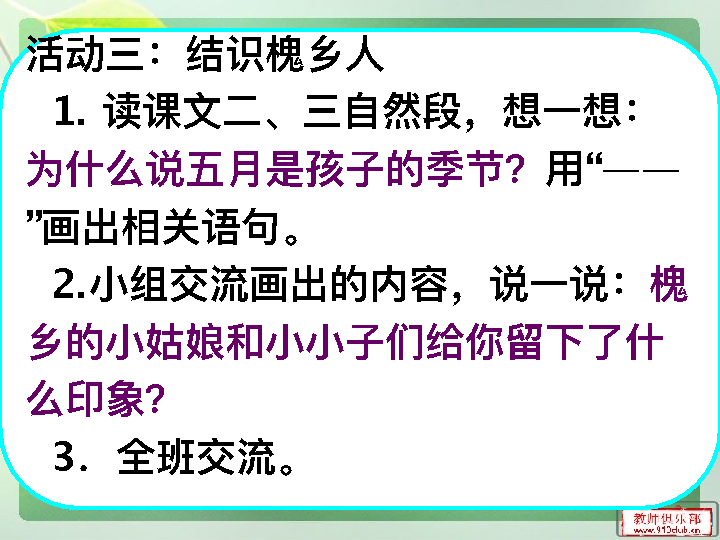 活动三：结识槐乡人
1. 读课文二、三自然段，想一想：
为什么说五月是孩子的季节？用“——
”画出相关语句。
2.小组交流画出的内容，说一说：槐
乡的小姑娘和小小子们给你留下了什
么印象？
3．全班交流。
教师俱乐部
www.910club.cn